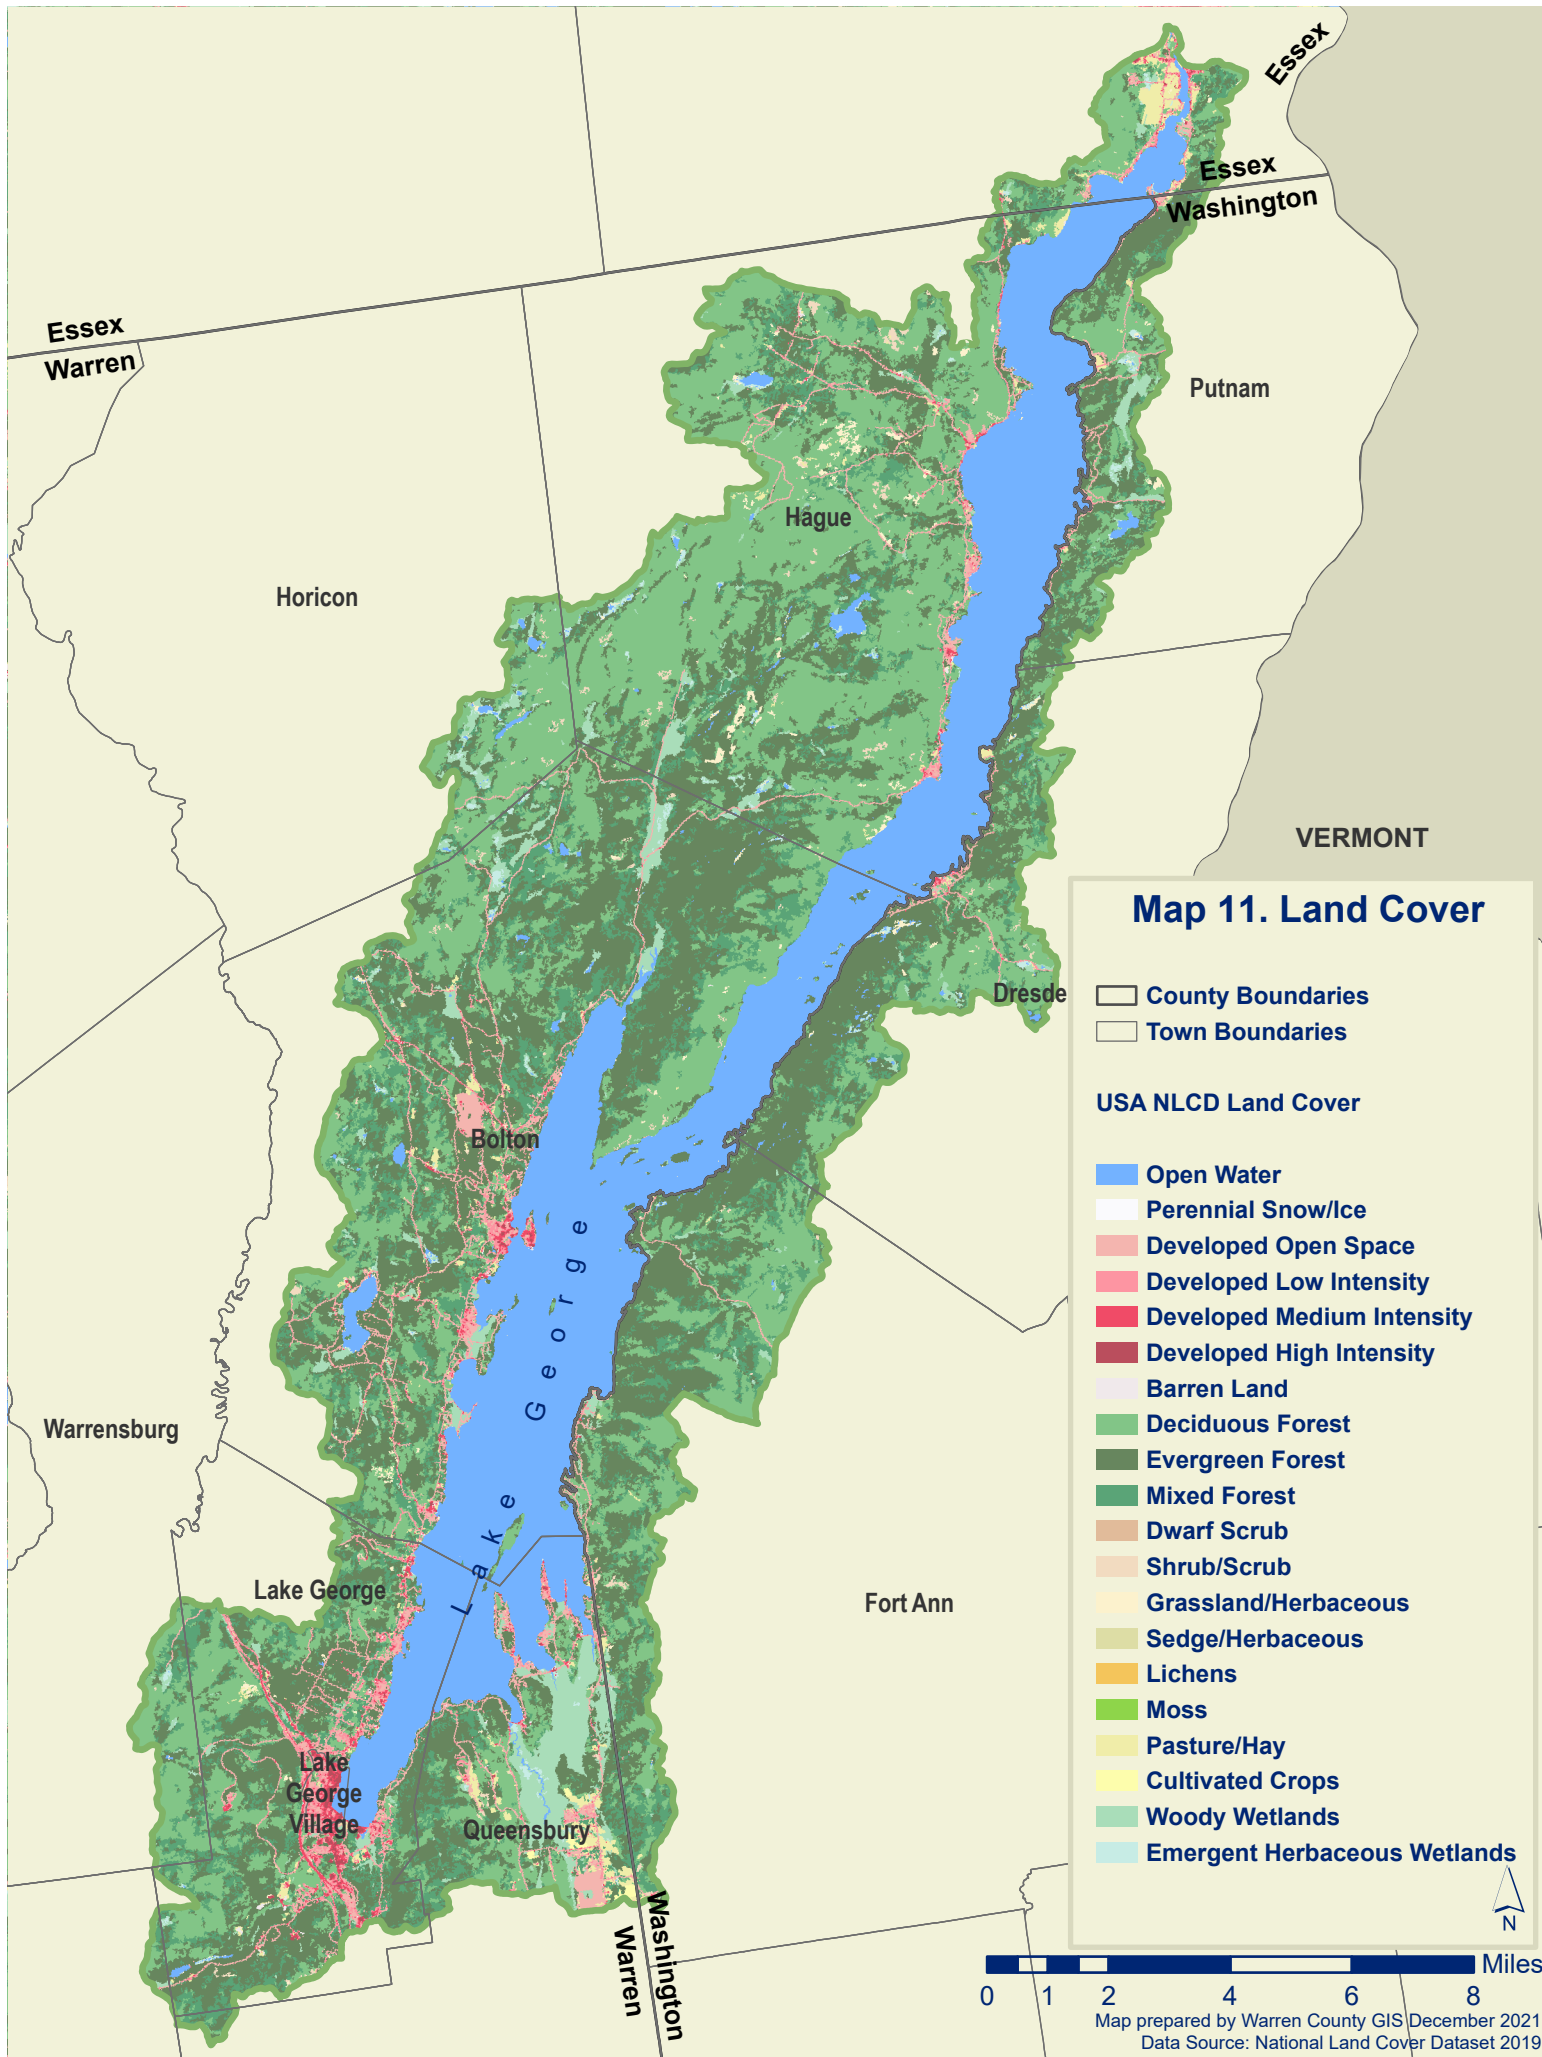 Essex
Essex
Washington
Essex
Warren
Putnam
Hague
Horicon
VERMONT
Dresde
Bolton
Lake George
Warrensburg
Lake George
Fort Ann
Lake
George
Village
Queensbury
Washington
Warren
Map 11. Land Cover
County Boundaries
Town Boundaries
USA NLCD Land Cover
Open Water
Perennial Snow/Ice
Developed Open Space
Developed Low Intensity
Developed Medium Intensity
Developed High Intensity
Barren Land
Deciduous Forest
Evergreen Forest
Mixed Forest
Dwarf Scrub
Shrub/Scrub
Grassland/Herbaceous
Sedge/Herbaceous
Lichens
Moss
Pasture/Hay
Cultivated Crops
Woody Wetlands
Emergent Herbaceous Wetlands
N
Miles
0 1 2 4 6 8
Map prepared by Warren County GIS December 2021
Data Source: National Land Cover Dataset 2019